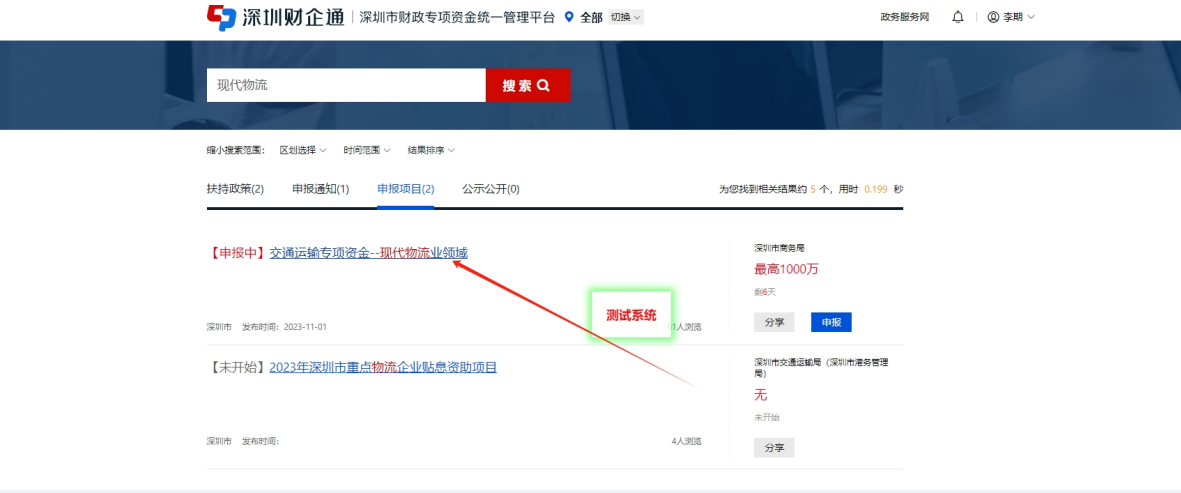 深圳财企通 深圳市财政专项资金统一管理平台 全部 切换 政务服务网 李期
现代物流 搜索
缩小搜索范围: 区划选择 时间范围 结果排序
扶持政策(2) 申报通知(1) 申报项目(2) 公示公开(0) 为您找到相关结果约 5 个，用时 0.199 秒
【申报中】交通运输专项资金--现代物流业领域
深圳市商务局
最高1000万
剩6天
测试系统
分享 申报
深圳市 发布时间: 2023-11-01 1人浏览
【未开始】2023年深圳市重点物流企业贴息资助项目
深圳市交通运输局（深圳市港务管理
局）
无
未开始
深圳市 发布时间: 4人浏览
分享